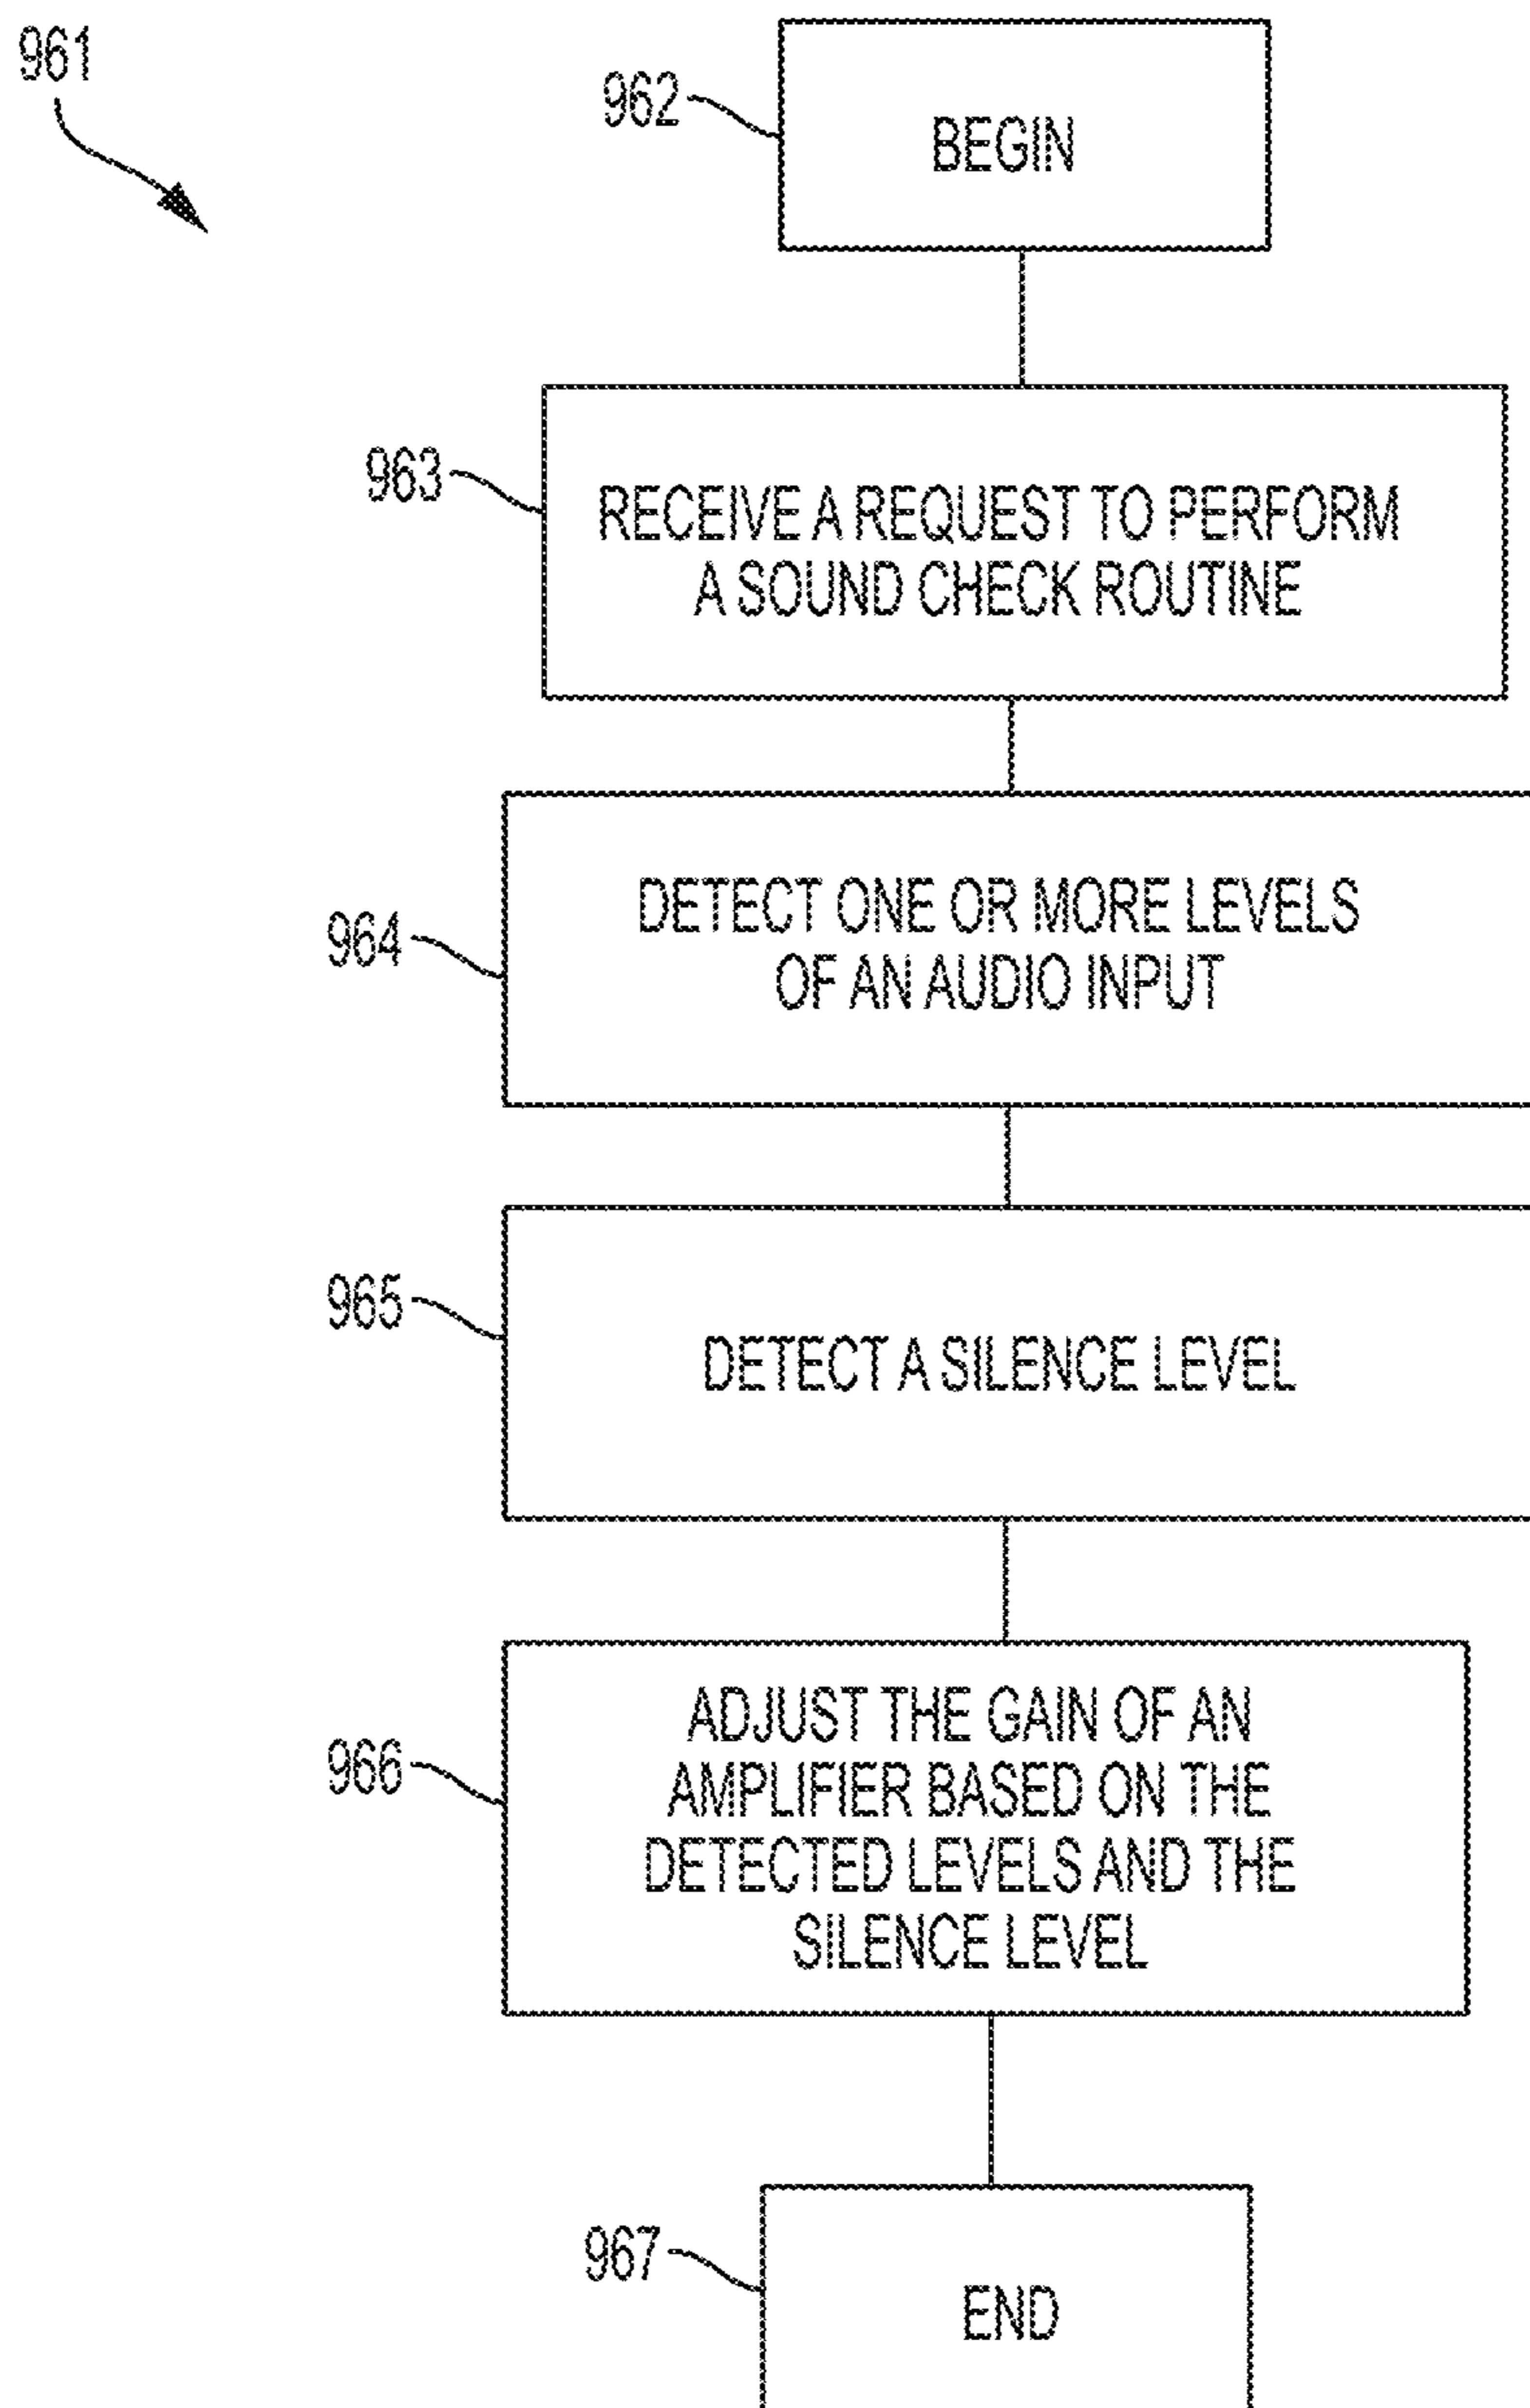 961
962
BEGIN
963
RECEIVE A REQUEST TO PERFORM
A SOUND CHECK ROUTINE
964
DETECT ONE OR MORE LEVELS
OF AN AUDIO INPUT
965
DETECT A SILENCE LEVEL
966
ADJUST THE GAIN OF AN
AMPLIFIER BASED ON THE
DETECTED LEVELS AND THE
SILENCE LEVEL
967
END